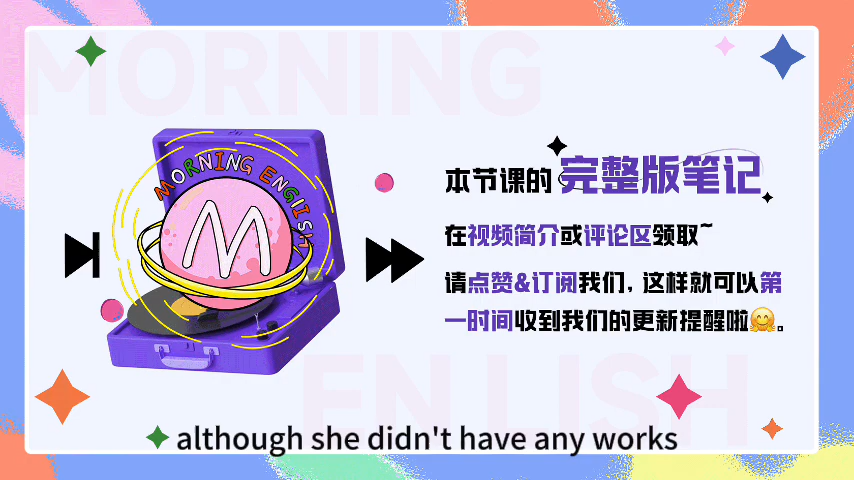 MORNING
MORNING ENGLISH
M
本节课的 完整版笔记
在视频简介或评论区领取~
请点赞&订阅我们, 这样就可以第
一时间收到我们的更新提醒啦🤗。
EN LISH
although she didn't have any works